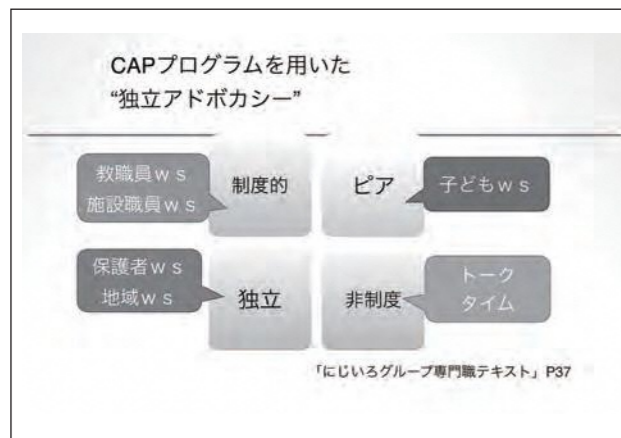 CAPプログラムを用いた
“独立アドボカシー”
教職員ｗｓ
施設職員ｗｓ
制度的
ピア
子どもｗｓ
保護者ｗｓ
地域ｗｓ
独立
非制度
トーク
タイム
「にじいろグループ専門職テキスト」P37